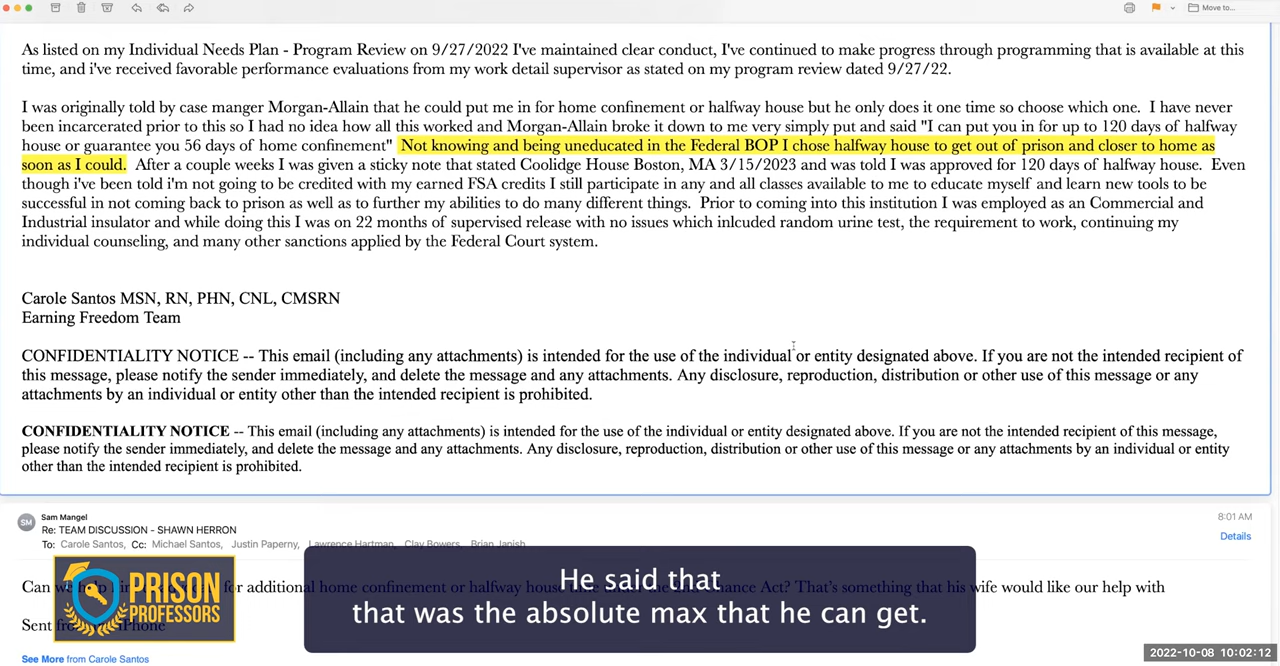 Move to...
As listed on my Individual Needs Plan - Program Review on 9/27/2022 I've maintained clear conduct, I've continued to make progress through programming that is available at this
time, and i've received favorable performance evaluations from my work detail supervisor as stated on my program review dated 9/27/22.
I was originally told by case manger Morgan-Allain that he could put me in for home confinement or halfway house but he only does it one time so choose which one. I have never
been incarcerated prior to this so I had no idea how all this worked and Morgan-Allain broke it down to me very simply put and said "I can put you in for up to 120 days of halfway
house or guarantee you 56 days of home confinement" Not knowing and being uneducated in the Federal BOP I chose halfway house to get out of prison and closer to home as
soon as I could. After a couple weeks I was given a sticky note that stated Coolidge House Boston, MA 3/15/2023 and was told I was approved for 120 days of halfway house. Even
though i've been told i'm not going to be credited with my earned FSA credits I still participate in any and all classes available to me to educate myself and learn new tools to be
successful in not coming back to prison as well as to further my abilities to do many different things. Prior to coming into this institution I was employed as an Commercial and
Industrial insulator and while doing this I was on 22 months of supervised release with no issues which inlcuded random urine test, the requirement to work, continuing my
individual counseling, and many other sanctions applied by the Federal Court system.
Carole Santos MSN, RN, PHN, CNL, CMSRN
Earning Freedom Team
CONFIDENTIALITY NOTICE -- This email (including any attachments) is intended for the use of the individual or entity designated above. If you are not the intended recipient of
this message, please notify the sender immediately, and delete the message and any attachments. Any disclosure, reproduction, distribution or other use of this message or any
attachments by an individual or entity other than the intended recipient is prohibited.
CONFIDENTIALITY NOTICE -- This email (including any attachments) is intended for the use of the individual or entity designated above. If you are not the intended recipient of this message,
please notify the sender immediately, and delete the message and any attachments. Any disclosure, reproduction, distribution or other use of this message or any attachments by an individual or entity
other than the intended recipient is prohibited.
SM
Sam Mangel
8:01 AM
Re: TEAM DISCUSSION - SHAWN HERRON
To: Carole Santos, Cc: Michael Santos, Justin Paperny, Lawrence Hartman, Clay Bowers, Brian Janish
Details
Can for additional home confinement or halfway house time under the Chance Act? That's something that his wife would like our help with
Sent iPhone
PRISON
PROFESSORS
He said that
that was the absolute max that he can get.
See More from Carole Santos
2022-10-08 10:02:12